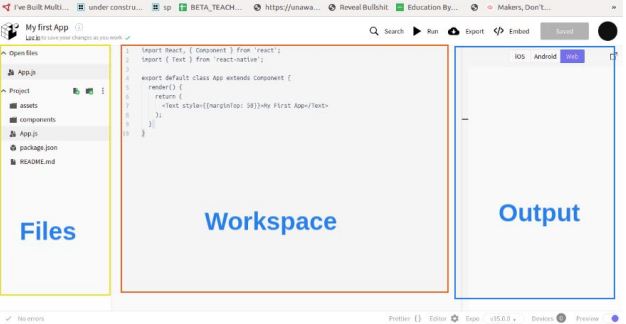 I've Built Multi...
under construc...
sp
BETA_TEACH...
https://unawa...
Reveal Bullshit
Education By...
Makers, Don't...
»
My first App
Log in to save your changes as you work
Search
Run
Export
Embed
Saved
Open files
App.js
Project
assets
components
App.js
package.json
README.md
Files
1 import React, { Component } from 'react';
2 import { Text } from 'react-native';
3
4 export default class App extends Component {
5 render() {
6 return (
7 <Text style={{marginTop: 50}}>My First App</Text>
8 );
9 }
10 }
Workspace
iOS
Android
Web
Output
No errors
Prettier {}
Editor
Expo
v35.0.0
Devices 0
Preview